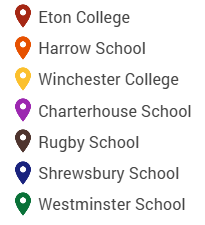 Eton College
Harrow School
Winchester College
Charterhouse School
Rugby School
Shrewsbury School
Westminster School